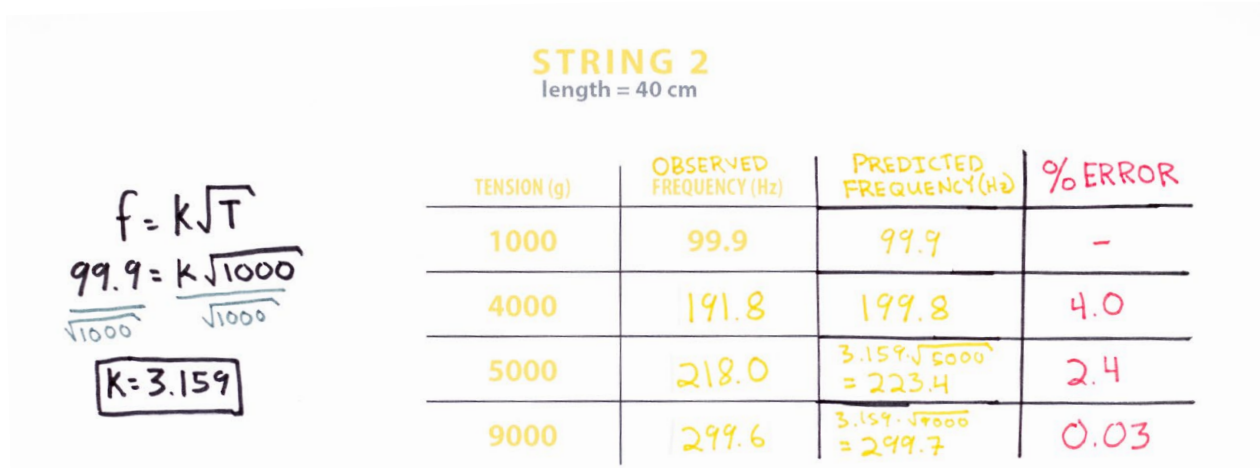 STRING 2
length = 40 cm
f = k√T
99.9 = k√1000
√1000 √1000
K = 3.159
TENSION (g) OBSERVED FREQUENCY (Hz) PREDICTED FREQUENCY (Hz) % ERROR
1000 99.9 99.9 -
4000 191.8 199.8 4.0
5000 218.0 3.159·√5000 = 223.4 2.4
9000 299.6 3.159·√9000 = 299.7 0.03